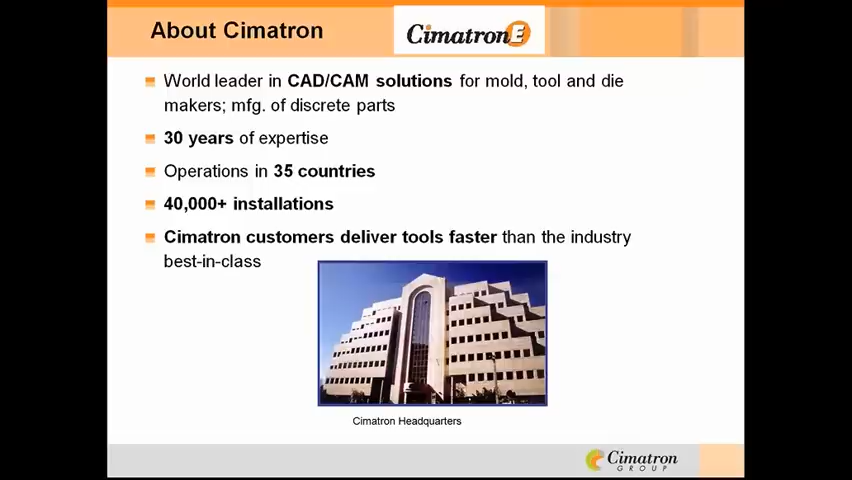 About Cimatron
CimatronE
World leader in CAD/CAM solutions for mold, tool and die
makers; mfg. of discrete parts
30 years of expertise
Operations in 35 countries
40,000+ installations
Cimatron customers deliver tools faster than the industry
best-in-class
Cimatron Headquarters
Cimatron
GROUP